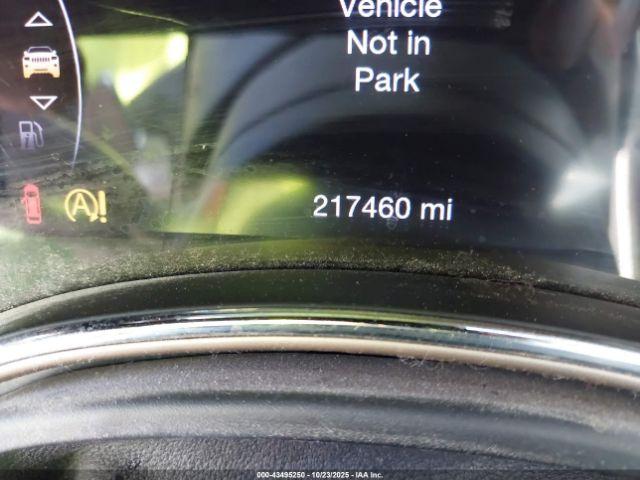 Vehicle
Not in
Park
A!
217460 mi
000-43495250 - 10/23/2025 - IAA Inc.